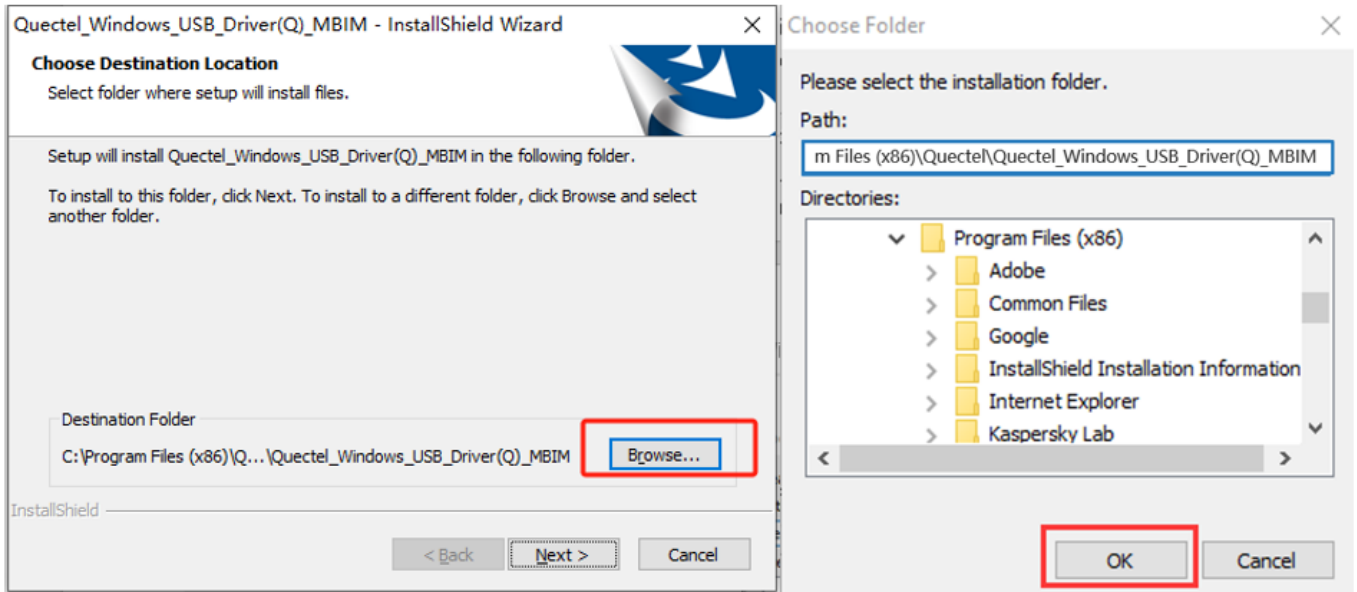 Quectel_Windows_USB_Driver(Q)_MBIM - InstallShield Wizard
Choose Destination Location
Select folder where setup will install files.
Setup will install Quectel_Windows_USB_Driver(Q)_MBIM in the following folder.
To install to this folder, click Next. To install to a different folder, click Browse and select
another folder.
Destination Folder
C:\Program Files (x86)\Q...\Quectel_Windows_USB_Driver(Q)_MBIM
Browse...
InstallShield
< Back
Next >
Cancel
Choose Folder
Please select the installation folder.
Path:
m Files (x86)\Quectel\Quectel_Windows_USB_Driver(Q)_MBIM
Directories:
Program Files (x86)
Adobe
Common Files
Google
InstallShield Installation Information
Internet Explorer
Kaspersky Lab
OK
Cancel